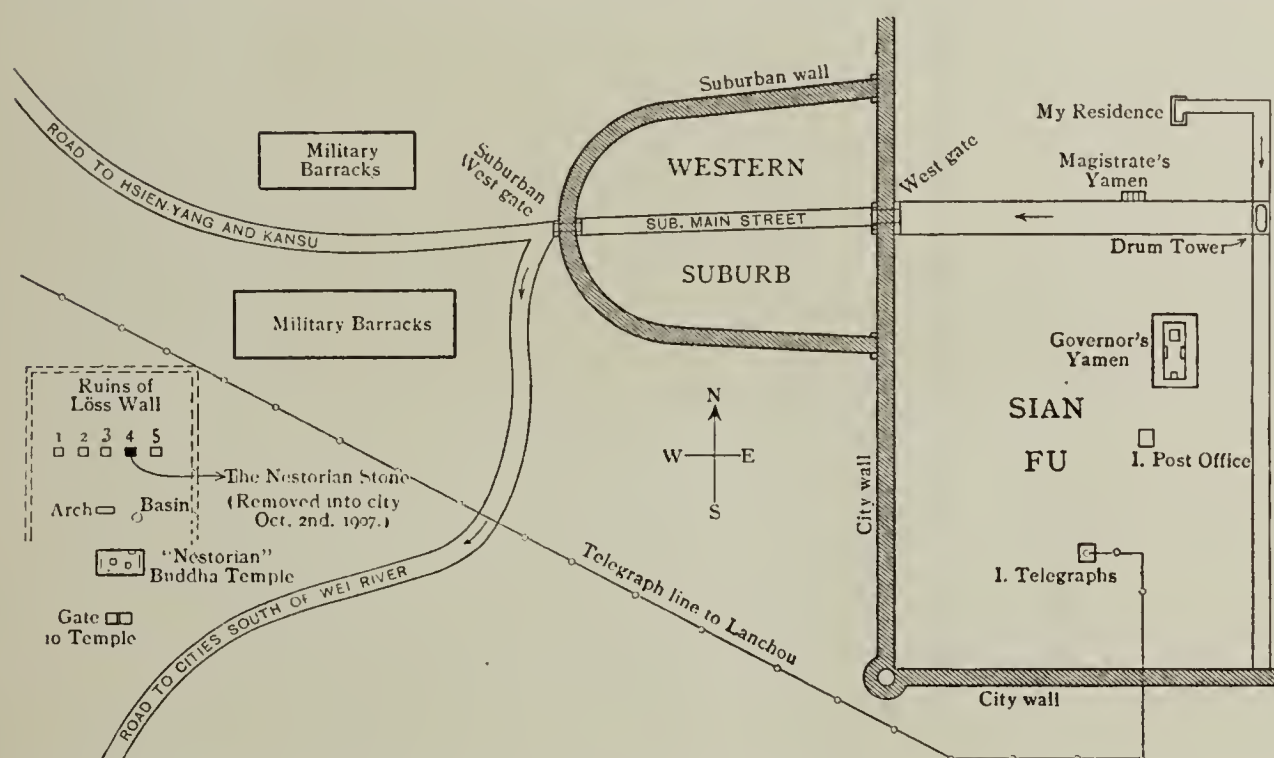 Suburban wall
My Residence
ROAD TO HSIEN-YANG AND KANSU
Military
Barracks
Suburban
West gate
WESTERN
West gate
Magistrate's
Yamen
SUB. MAIN STREET
Drum Tower
SUBURB
Military Barracks
Governor's
Yamen
Ruins of
Löss Wall
1 2 3 4 5
N
W E
S
SIAN
FU
I. Post Office
The Nestorian Stone
(Removed into city
Oct. 2nd. 1907.)
Arch
Basin
City wall
"Nestorian"
Buddha Temple
Telegraph line to Lanchou
I. Telegraphs
Gate
to Temple
ROAD TO CITIES SOUTH OF WEI RIVER
City wall